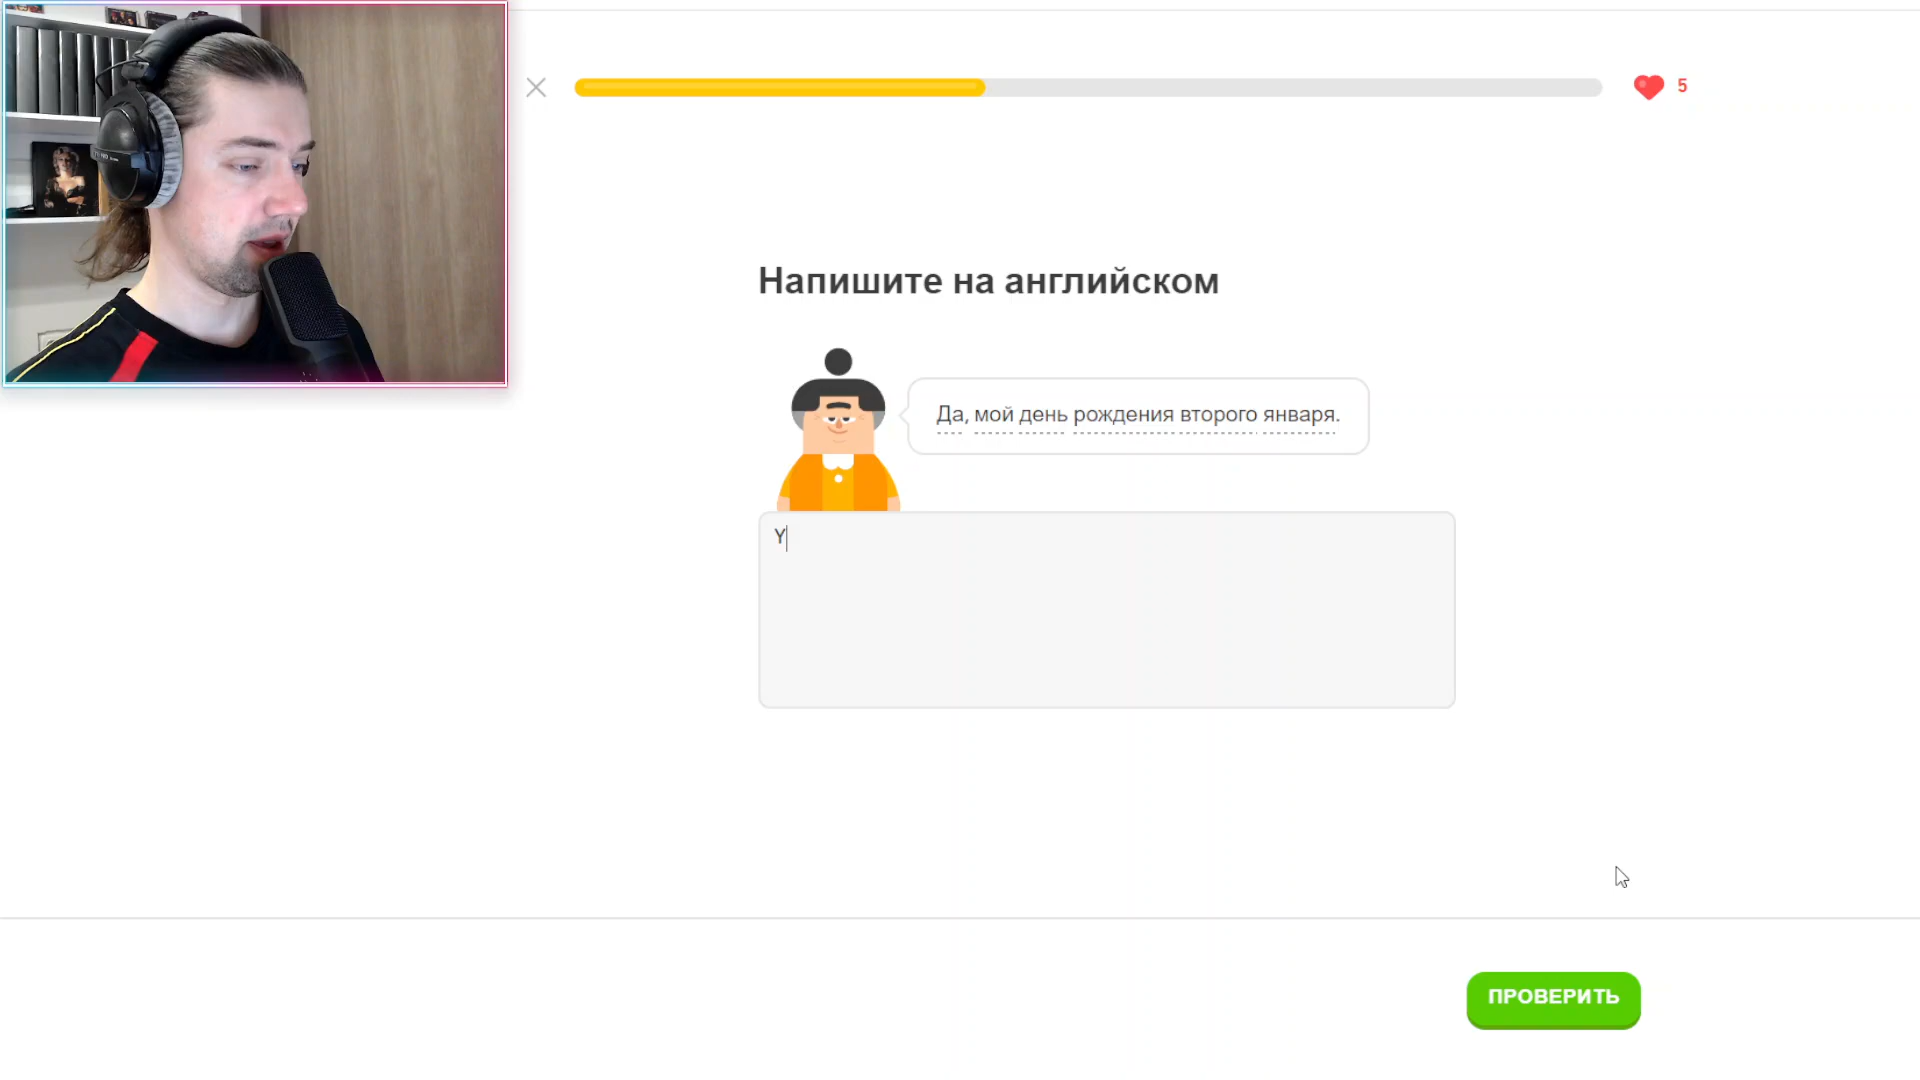 5
Напишите на английском
Да, мой день рождения второго января.
Y
ПРОВЕРИТЬ